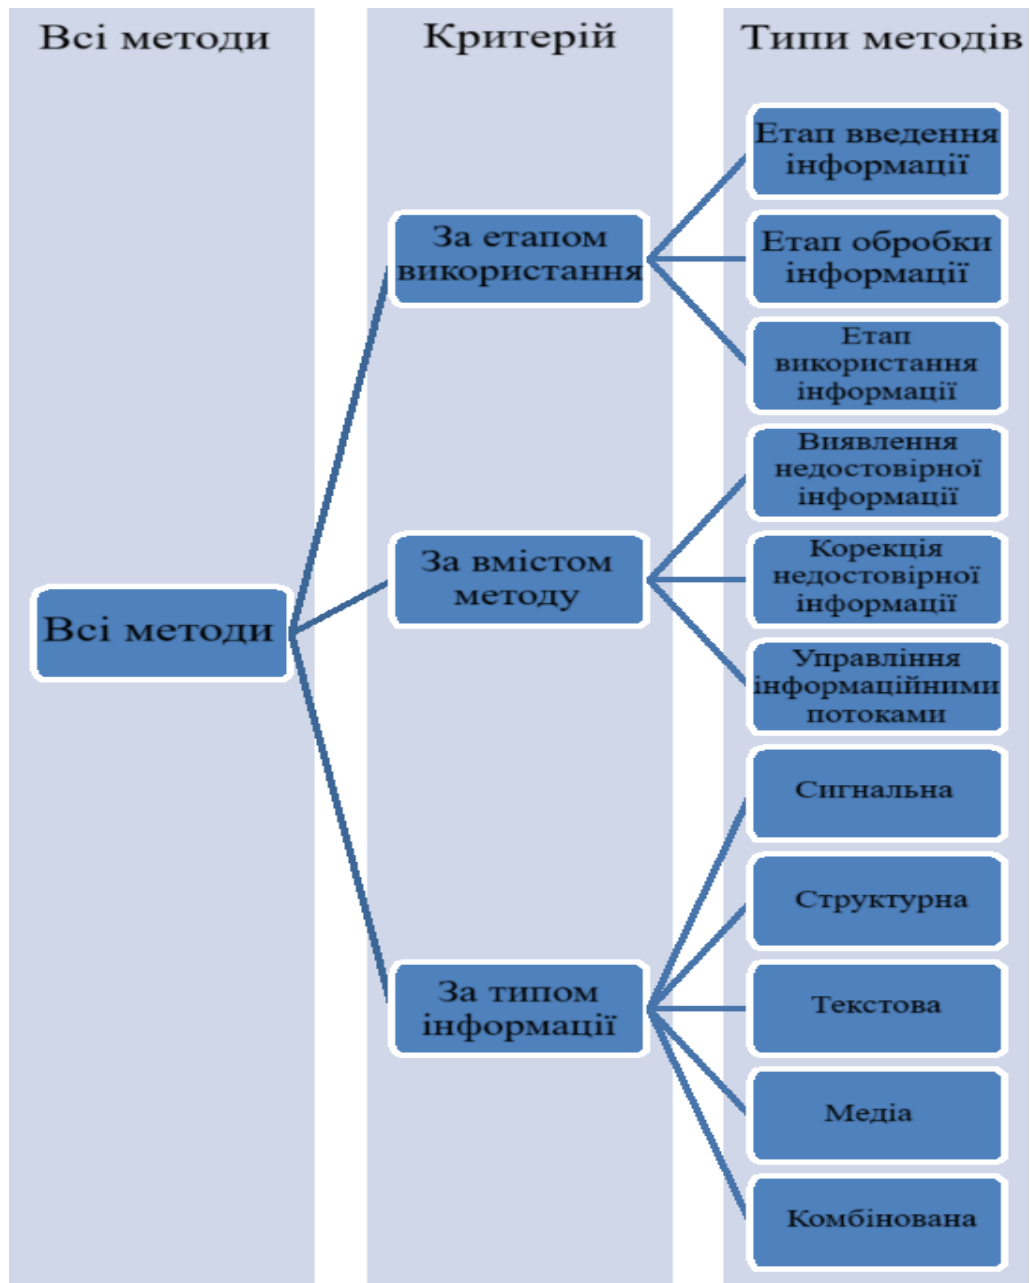 Всі методи
Критерій
Типи методів
Всі методи
За етапом
використання
За вмістом
методу
За типом
інформації
Етап введення
інформації
Етап обробки
інформації
Етап
використання
інформації
Виявлення
недостовірної
інформації
Корекція
недостовірної
інформації
Управління
інформаційними
потоками
Сигнальна
Структурна
Текстова
Медіа
Комбінована